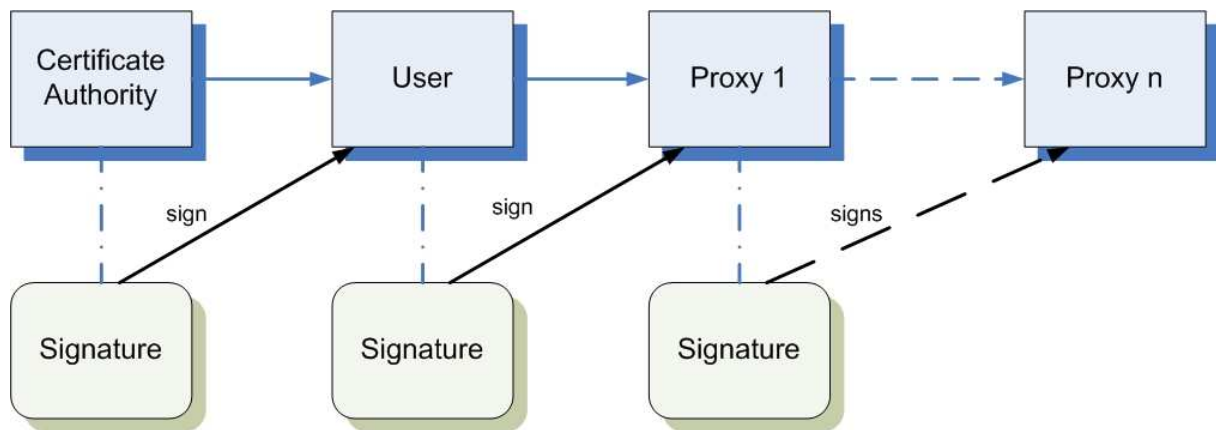 Certificate
Authority
User
Proxy 1
Proxy n
sign
sign
signs
Signature
Signature
Signature